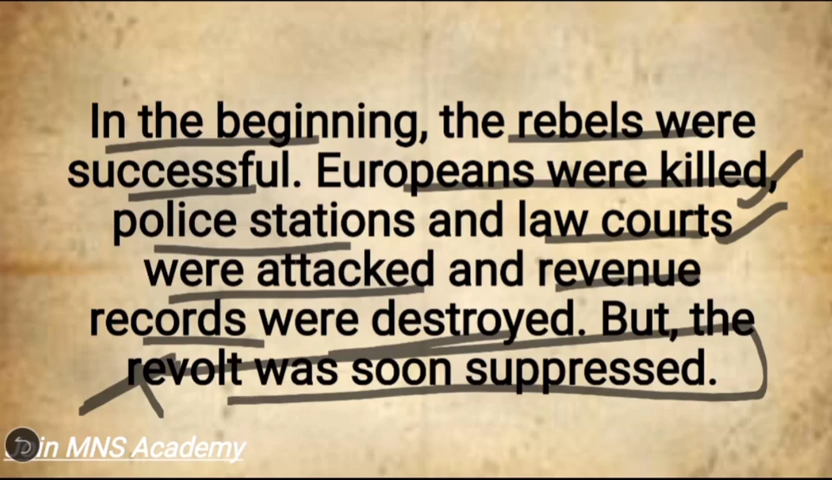 In the beginning, the rebels were
successful. Europeans were killed,
police stations and law courts
were attacked and revenue
records were destroyed. But, the
revolt was soon suppressed.
in MNS Academy